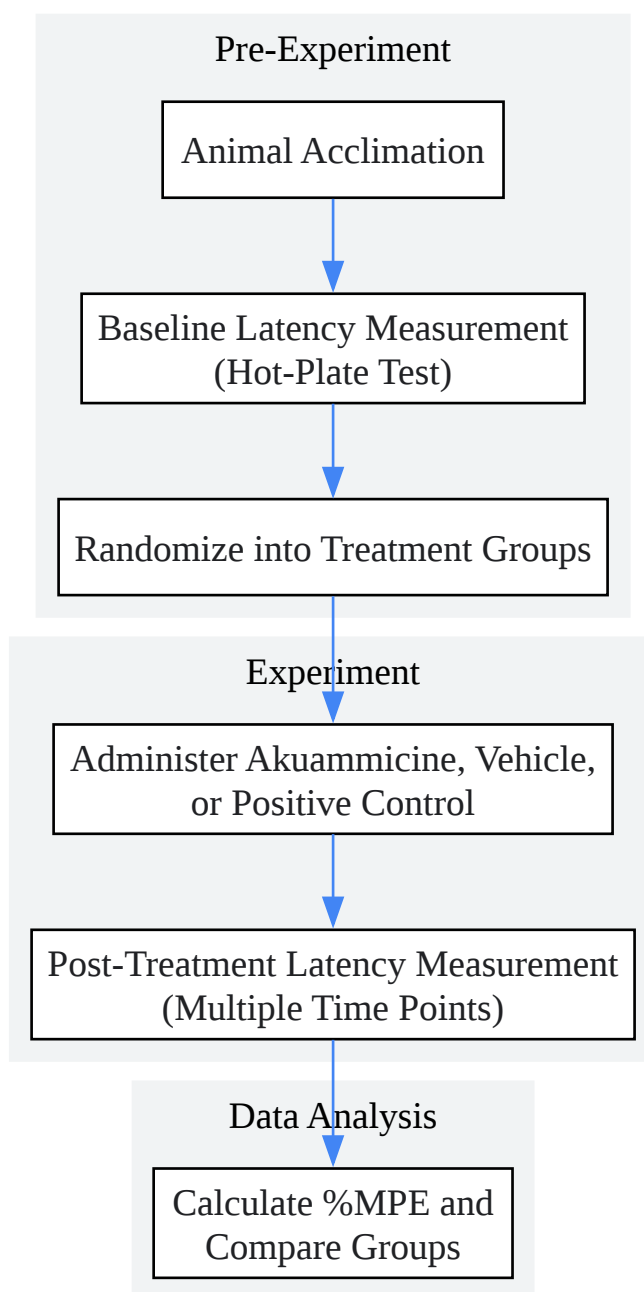 Pre-Experiment
Animal Acclimation
Baseline Latency Measurement
(Hot-Plate Test)
Randomize into Treatment Groups
Experiment
Administer Akuammicine, Vehicle,
or Positive Control
Post-Treatment Latency Measurement
(Multiple Time Points)
Data Analysis
Calculate %MPE and
Compare Groups